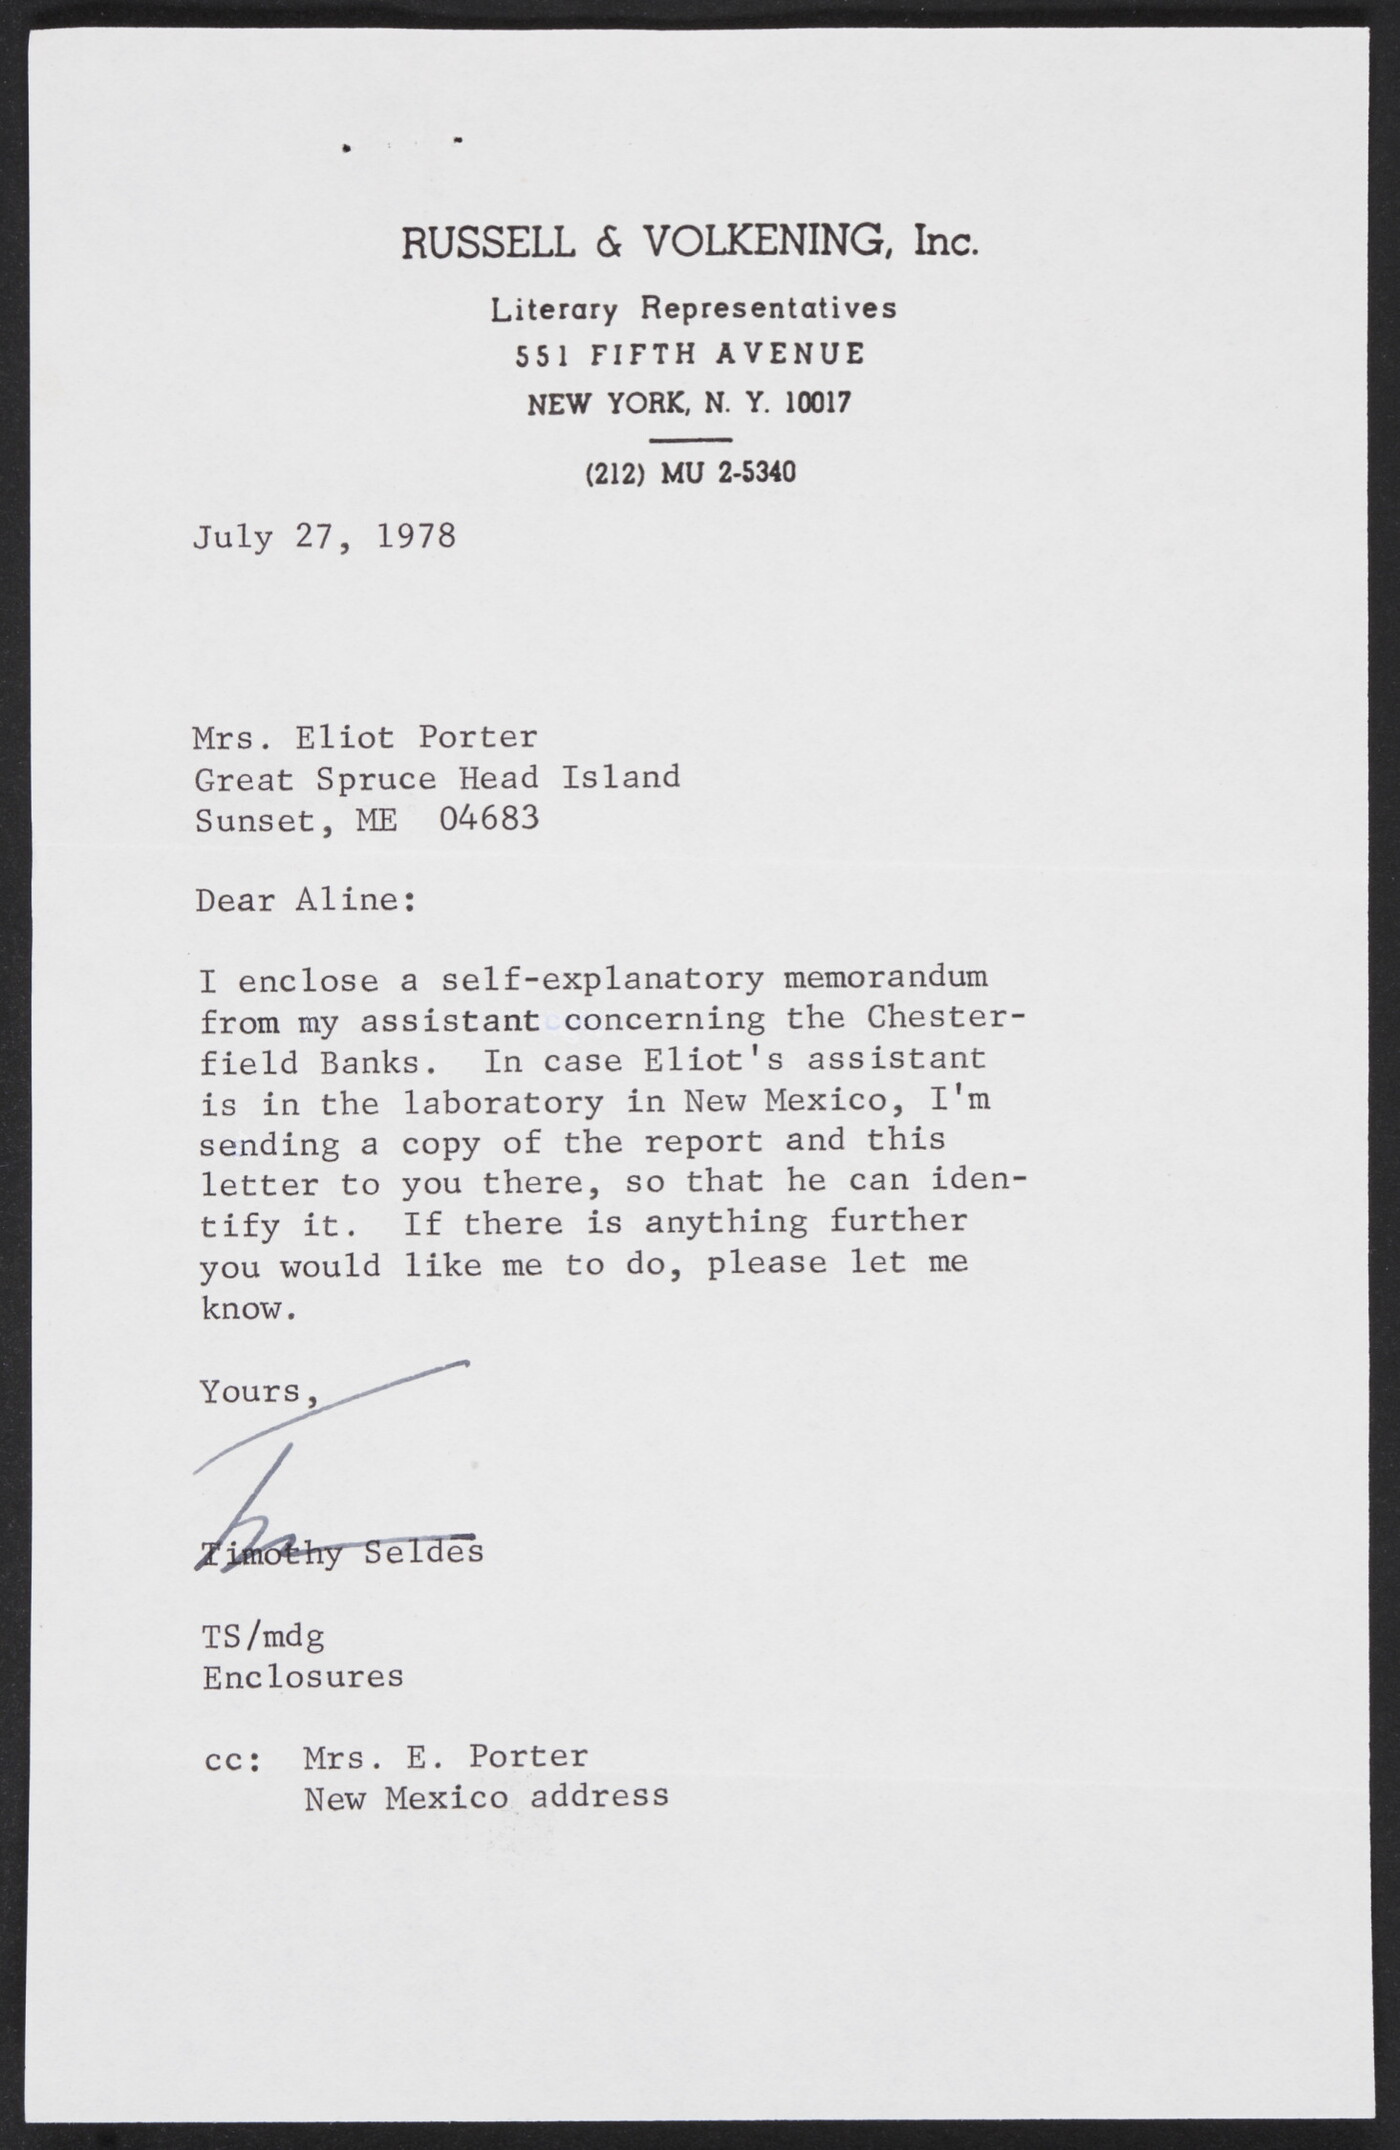 RUSSELL & VOLKENING, Inc.
Literary Representatives
551 FIFTH AVENUE
NEW YORK, N. Y. 10017
(212) MU 2-5340
July 27, 1978
Mrs. Eliot Porter
Great Spruce Head Island
Sunset, ME  04683
Dear Aline:
I enclose a self-explanatory memorandum
from my assistant concerning the Chester-
field Banks.  In case Eliot's assistant
is in the laboratory in New Mexico, I'm
sending a copy of the report and this
letter to you there, so that he can iden-
tify it.  If there is anything further
you would like me to do, please let me
know.
Yours,
Timothy Seldes
TS/mdg
Enclosures
cc:  Mrs. E. Porter
New Mexico address